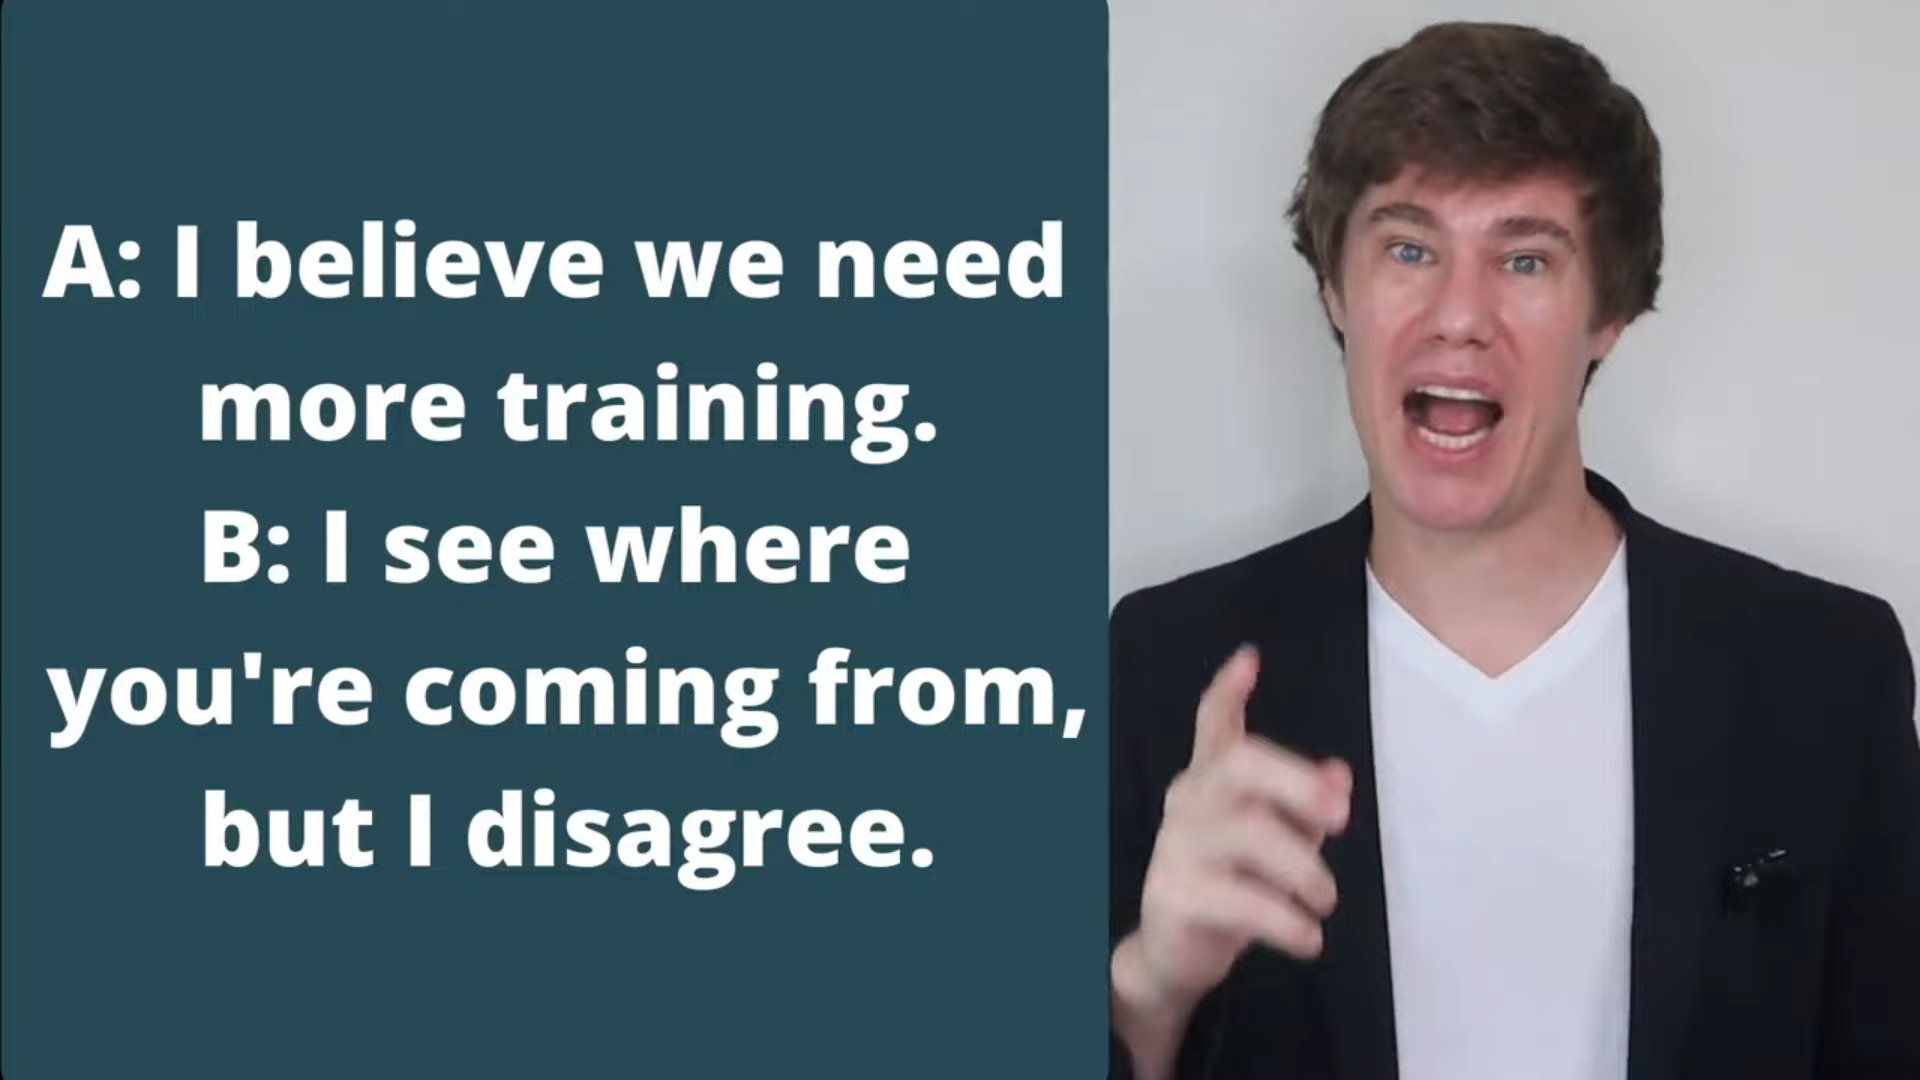 A: I believe we need
more training.
B: I see where
you're coming from,
but I disagree.